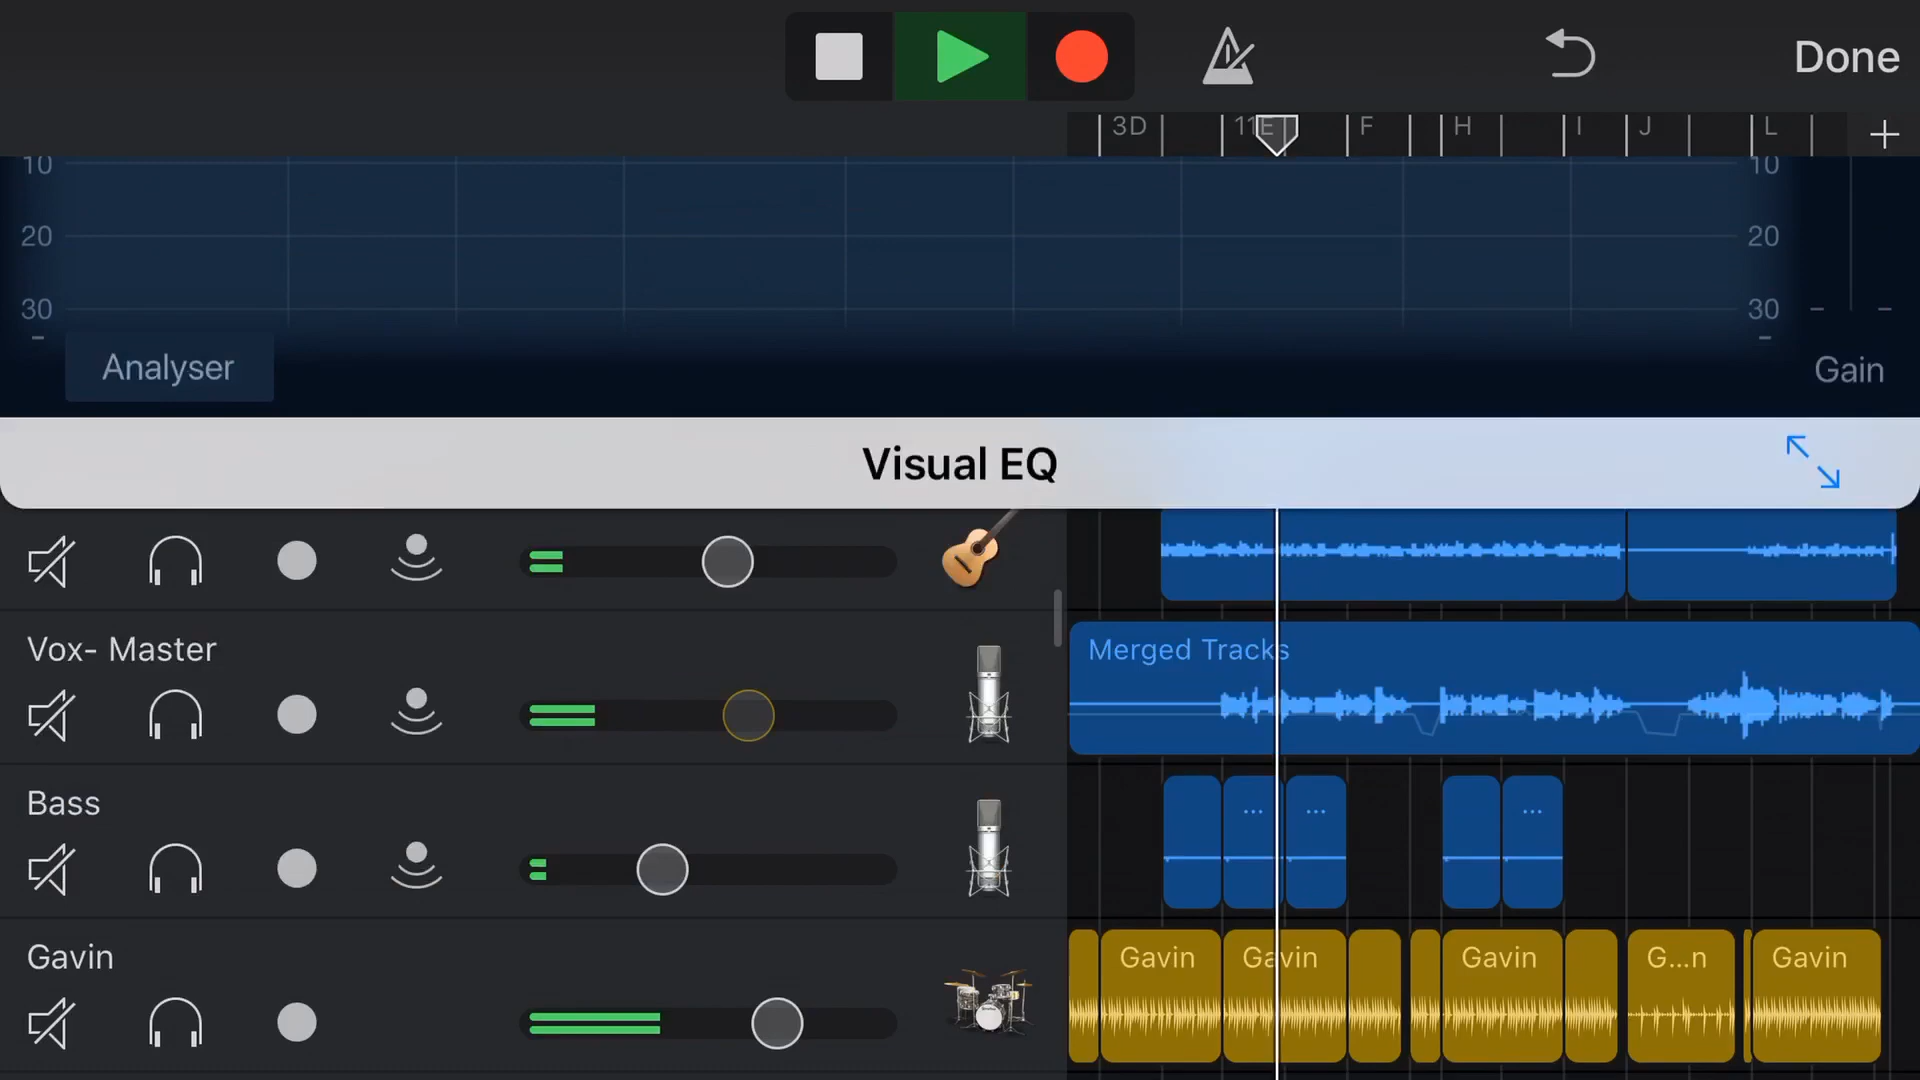 Done
3D 11E F H I J L +
10 10
20 20
30 30
- -
Analyser Gain
Visual EQ
Vox- Master
Merged Tracks
Bass
... ... ...
Gavin
Gavin Gavin Gavin G...n Gavin